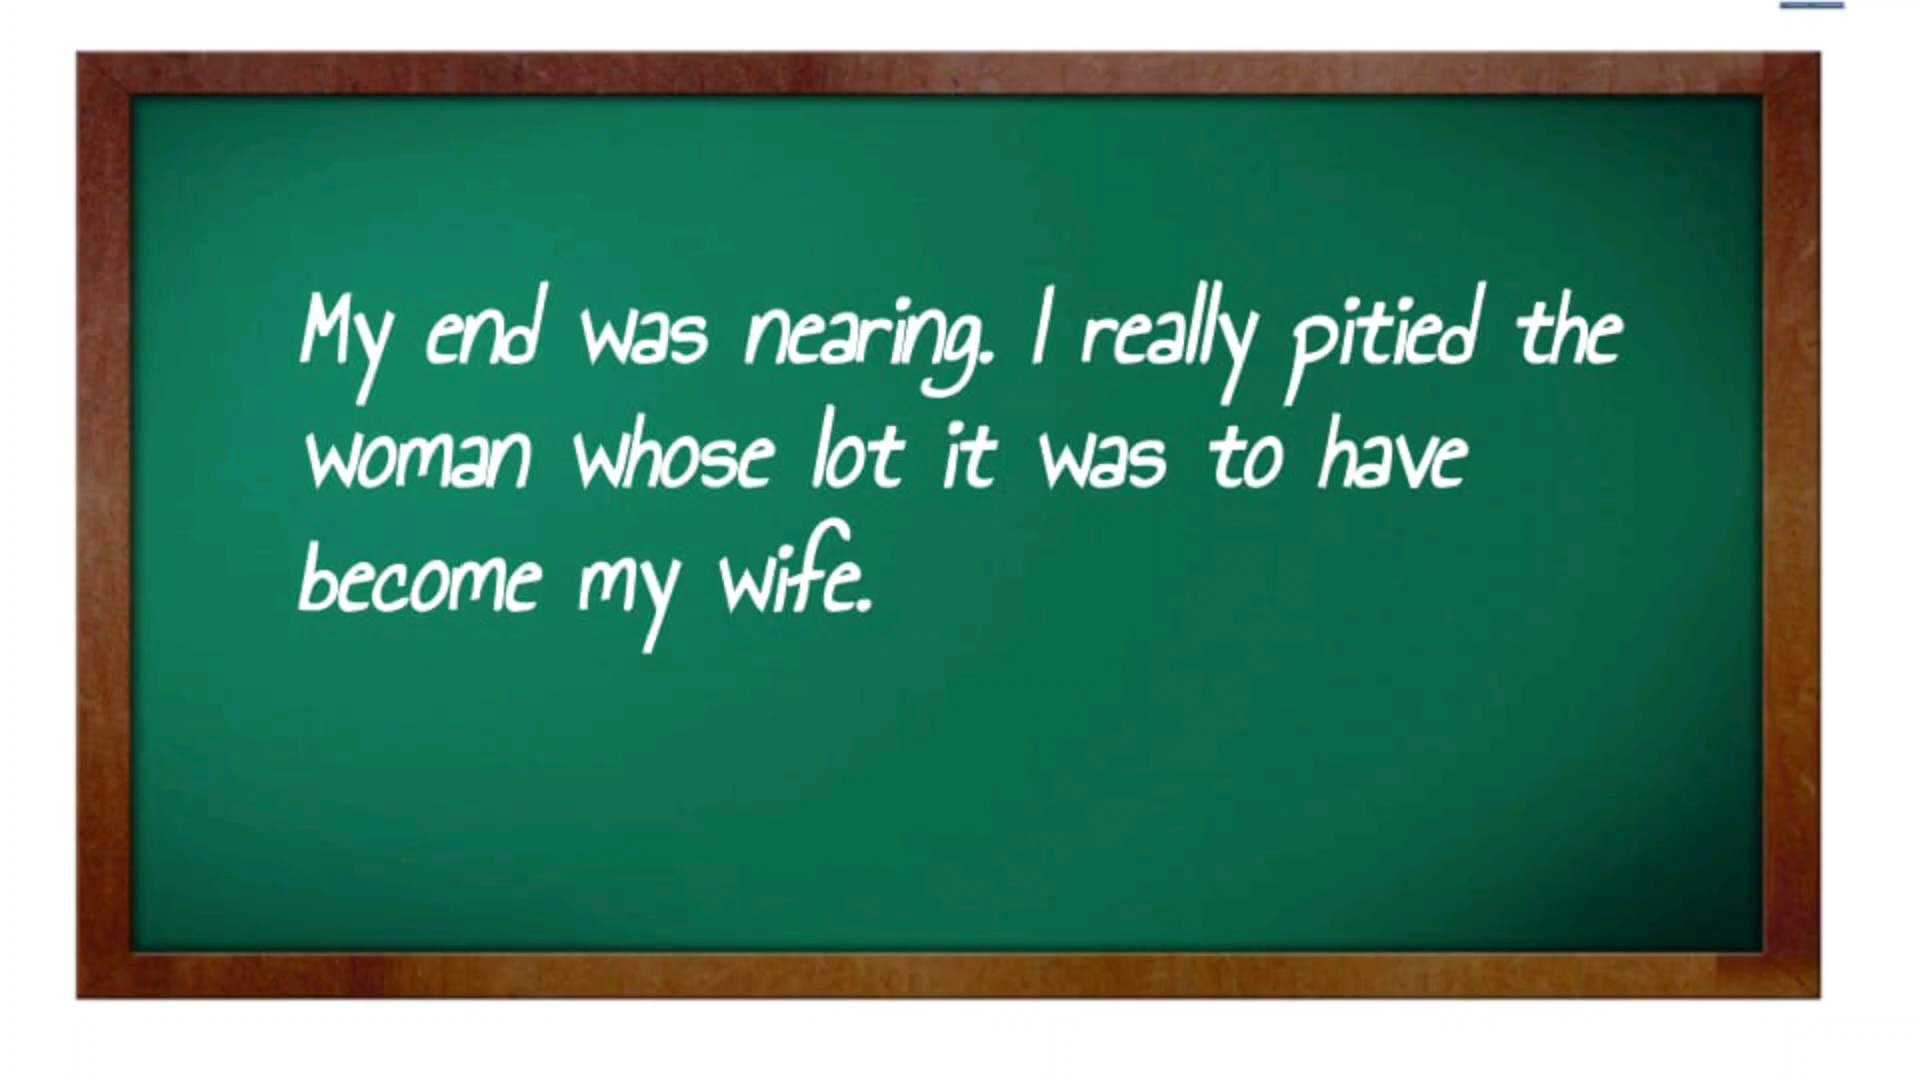 My end was nearing. I really pitied the
woman whose lot it was to have
become my wife.